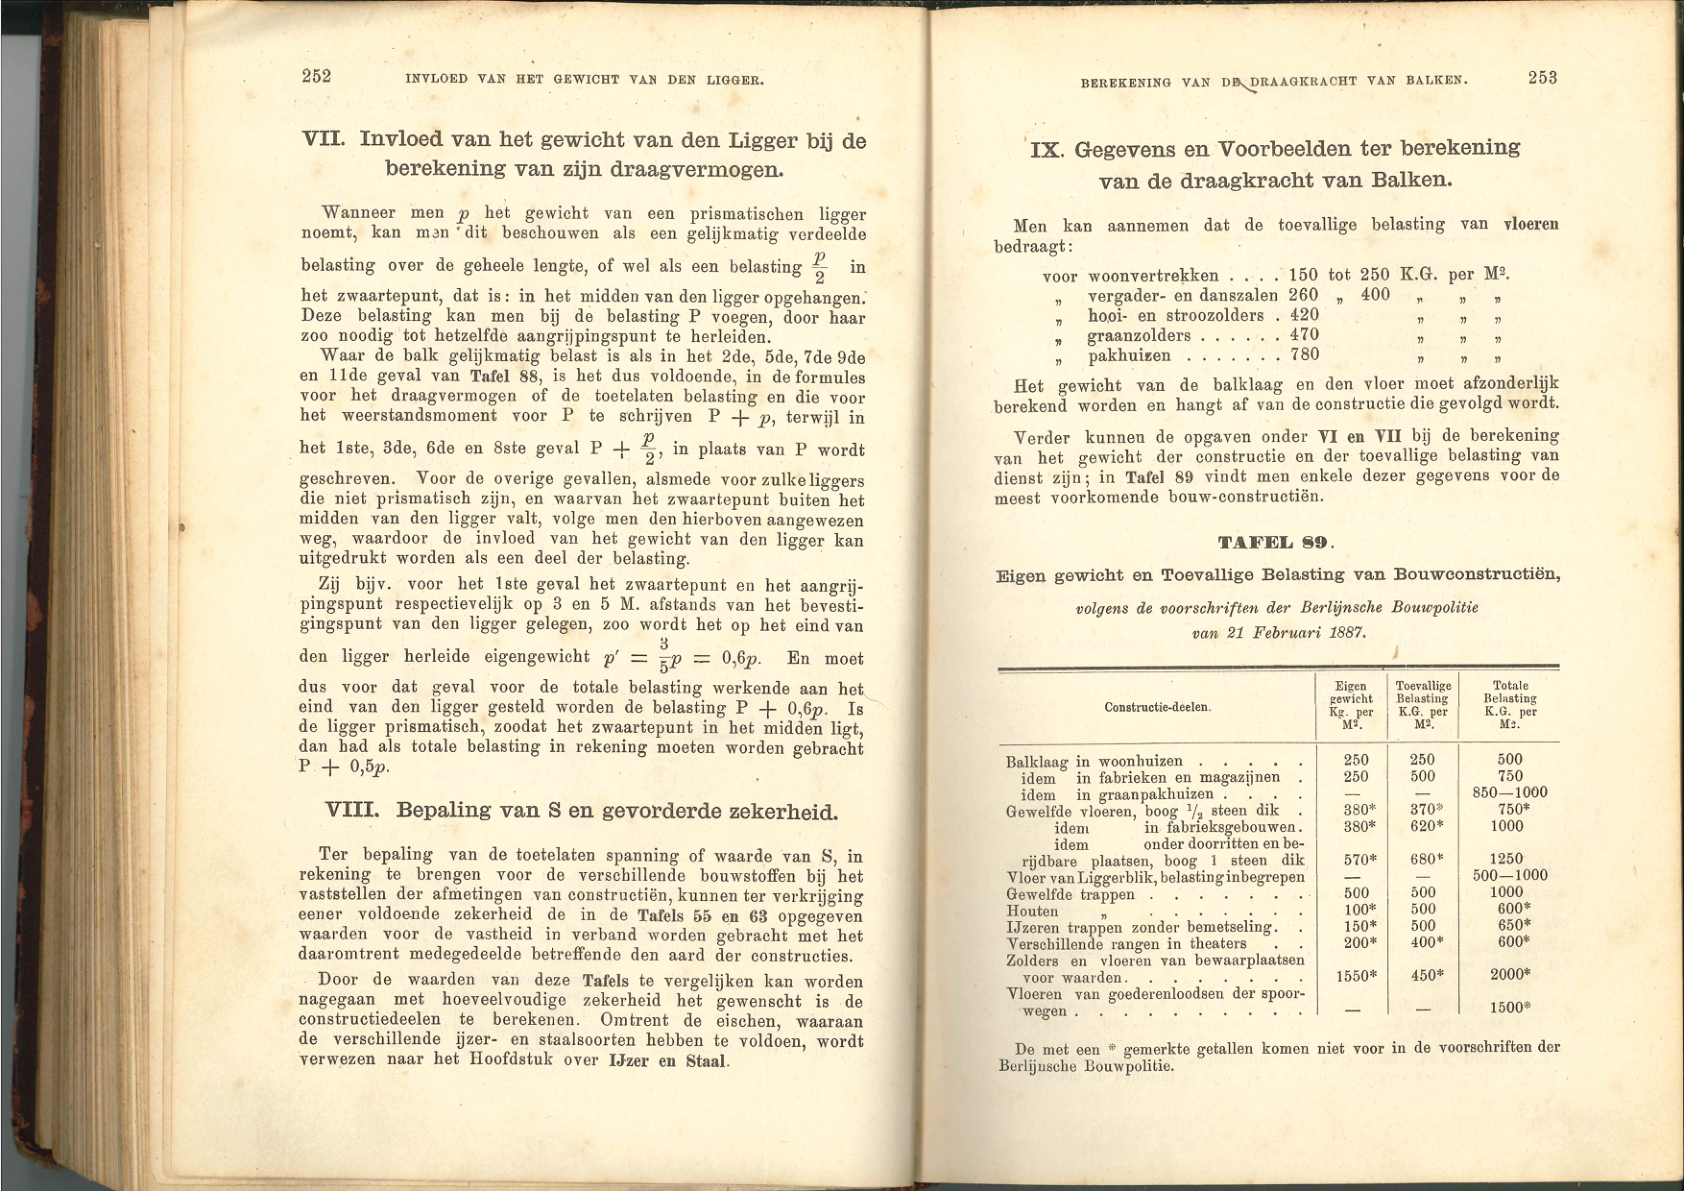 252
INVLOED VAN HET GEWICHT VAN DEN LIGGER.
VII. Invloed van het gewicht van den Ligger bij de
berekening van zijn draagvermogen.
Wanneer men p het gewicht van een prismatischen ligger
noemt, kan men dit beschouwen als een gelijkmatig verdeelde
belasting over de geheele lengte, of wel als een belasting p/2 in
het zwaartepunt, dat is: in het midden van den ligger opgehangen.
Deze belasting kan men bij de belasting P voegen, door haar
zoo noodig tot hetzelfde aangrijpingspunt te herleiden.
Waar de balk gelijkmatig belast is als in het 2de, 5de, 7de 9de
en 11de geval van Tafel 88, is het dus voldoende, in de formules
voor het draagvermogen of de toetelaten belasting en die voor
het weerstandsmoment voor P te schrijven P + p, terwijl in
het 1ste, 3de, 6de en 8ste geval P + p/2, in plaats van P wordt
geschreven. Voor de overige gevallen, alsmede voor zulke liggers
die niet prismatisch zijn, en waarvan het zwaartepunt buiten het
midden van den ligger valt, volge men den hierboven aangewezen
weg, waardoor de invloed van het gewicht van den ligger kan
uitgedrukt worden als een deel der belasting.
Zij bijv. voor het 1ste geval het zwaartepunt en het aangrij-
pingspunt respectievelijk op 3 en 5 M. afstands van het bevesti-
gingspunt van den ligger gelegen, zoo wordt het op het eind van
den ligger herleide eigengewicht p′ = 3/5 p = 0,6p. En moet
dus voor dat geval voor de totale belasting werkende aan het
eind van den ligger gesteld worden de belasting P + 0,6p. Is
de ligger prismatisch, zoodat het zwaartepunt in het midden ligt,
dan had als totale belasting in rekening moeten worden gebracht
P + 0,5p.
VIII. Bepaling van S en gevorderde zekerheid.
Ter bepaling van de toetelaten spanning of waarde van S, in
rekening te brengen voor de verschillende bouwstoffen bij het
vaststellen der afmetingen van constructiën, kunnen ter verkrijging
eener voldoende zekerheid de in de Tafels 55 en 63 opgegeven
waarden voor de vastheid in verband worden gebracht met het
daaromtrent medegedeelde betreffende den aard der constructies.
Door de waarden van deze Tafels te vergelijken kan worden
nagegaan met hoeveelvoudige zekerheid het gewenscht is de
constructiedeelen te berekenen. Omtrent de eischen, waaraan
de verschillende ijzer- en staalsoorten hebben te voldoen, wordt
verwezen naar het Hoofdstuk over IJzer en Staal.
BEREKENING VAN DE DRAAGKRACHT VAN BALKEN.
253
IX. Gegevens en Voorbeelden ter berekening
van de draagkracht van Balken.
Men kan aannemen dat de toevallige belasting van vloeren
bedraagt:
voor woonvertrekken . . . . 150 tot 250 K.G. per M².
„ vergader- en danszalen 260 „ 400 „ „ „
„ hooi- en stroozolders . 420 „ „ „
„ graanzolders . . . . . . 470 „ „ „
„ pakhuizen . . . . . . . 780 „ „ „
Het gewicht van de balklaag en den vloer moet afzonderlijk
berekend worden en hangt af van de constructie die gevolgd wordt.
Verder kunnen de opgaven onder VI en VII bij de berekening
van het gewicht der constructie en der toevallige belasting van
dienst zijn; in Tafel 89 vindt men enkele dezer gegevens voor de
meest voorkomende bouw-constructiën.
TAFEL 89.
Eigen gewicht en Toevallige Belasting van Bouwconstructiën,
volgens de voorschriften der Berlijnsche Bouwpolitie
van 21 Februari 1887.
Constructie-deelen. | Eigen gewicht Kg. per M². | Toevallige Belasting K.G. per M². | Totale Belasting K.G. per M².
Balklaag in woonhuizen . . . . . 250 250 500
idem in fabrieken en magazijnen . 250 500 750
idem in graanpakhuizen . . . . — — 850—1000
Gewelfde vloeren, boog 1/2 steen dik . 380* 370* 750*
idem in fabrieksgebouwen. 380* 620* 1000
idem onder doorritten en be-
rijdbare plaatsen, boog 1 steen dik 570* 680* 1250
Vloer van Liggerblik, belasting inbegrepen — — 500—1000
Gewelfde trappen . . . . . . . 500 500 1000
Houten „ . . . . . . . 100* 500 600*
IJzeren trappen zonder bemetseling. . 150* 500 650*
Verschillende rangen in theaters . . 200* 400* 600*
Zolders en vloeren van bewaarplaatsen
voor waarden. . . . . . . . 1550* 450* 2000*
Vloeren van goederenloodsen der spoor-
wegen . . . . . . . . . . — — 1500*
De met een * gemerkte getallen komen niet voor in de voorschriften der
Berlijnsche Bouwpolitie.